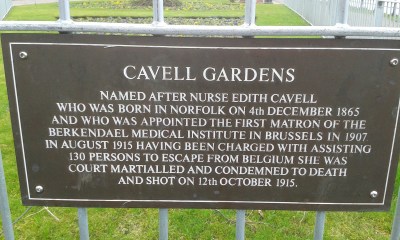 CAVELL GARDENS
NAMED AFTER NURSE EDITH CAVELL
WHO WAS BORN IN NORFOLK ON 4th DECEMBER 1865
AND WHO WAS APPOINTED THE FIRST MATRON OF THE
BERKENDAEL MEDICAL INSTITUTE IN BRUSSELS IN 1907
IN AUGUST 1915 HAVING BEEN CHARGED WITH ASSISTING
130 PERSONS TO ESCAPE FROM BELGIUM SHE WAS
COURT MARTIALLED AND CONDEMNED TO DEATH
AND SHOT ON 12th OCTOBER 1915.